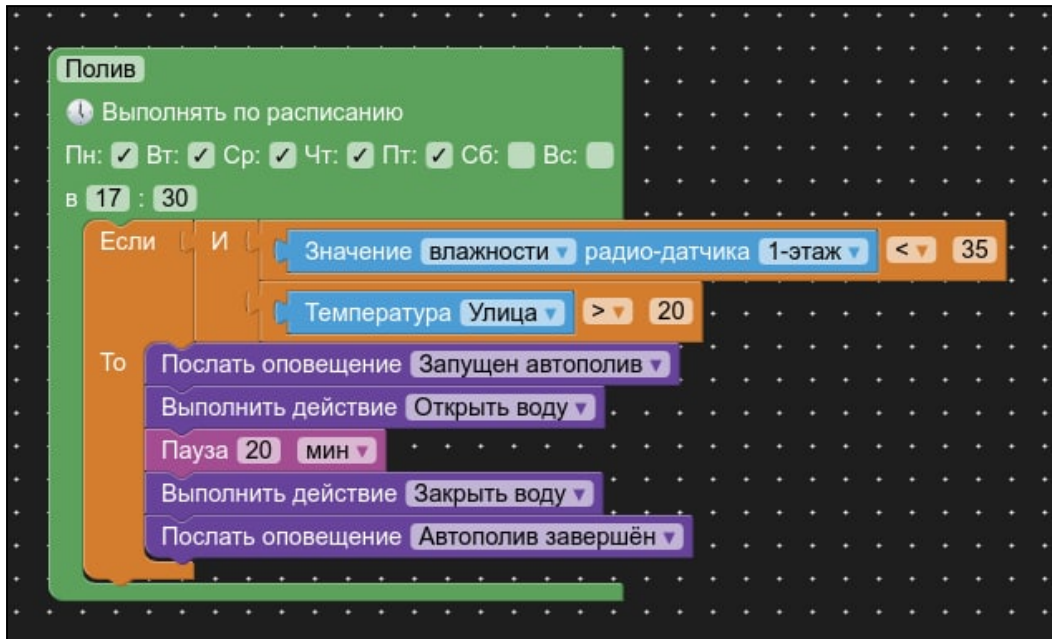 Полив
Выполнять по расписанию
Пн: ✓ Вт: ✓ Ср: ✓ Чт: ✓ Пт: ✓ Сб: Вс:
в 17 : 30
Если И Значение влажности радио-датчика 1-этаж < 35
Температура Улица > 20
То Послать оповещение Запущен автополив
Выполнить действие Открыть воду
Пауза 20 мин
Выполнить действие Закрыть воду
Послать оповещение Автополив завершён